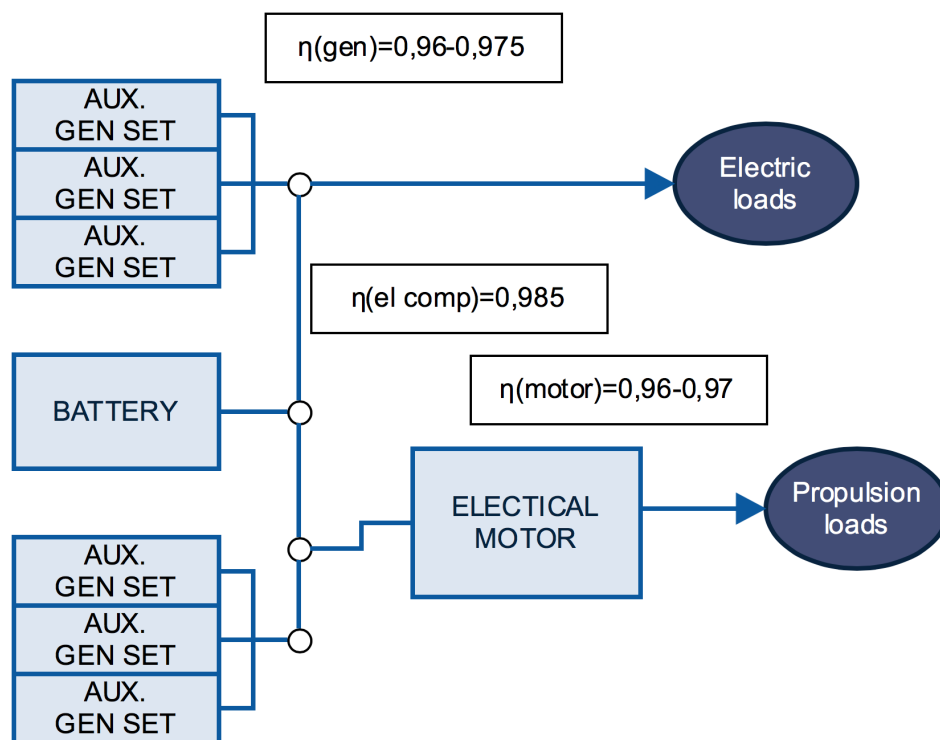 η(gen)=0,96-0,975
AUX.
GEN SET
AUX.
GEN SET
AUX.
GEN SET
Electric
loads
η(el comp)=0,985
η(motor)=0,96-0,97
BATTERY
ELECTICAL
MOTOR
Propulsion
loads
AUX.
GEN SET
AUX.
GEN SET
AUX.
GEN SET